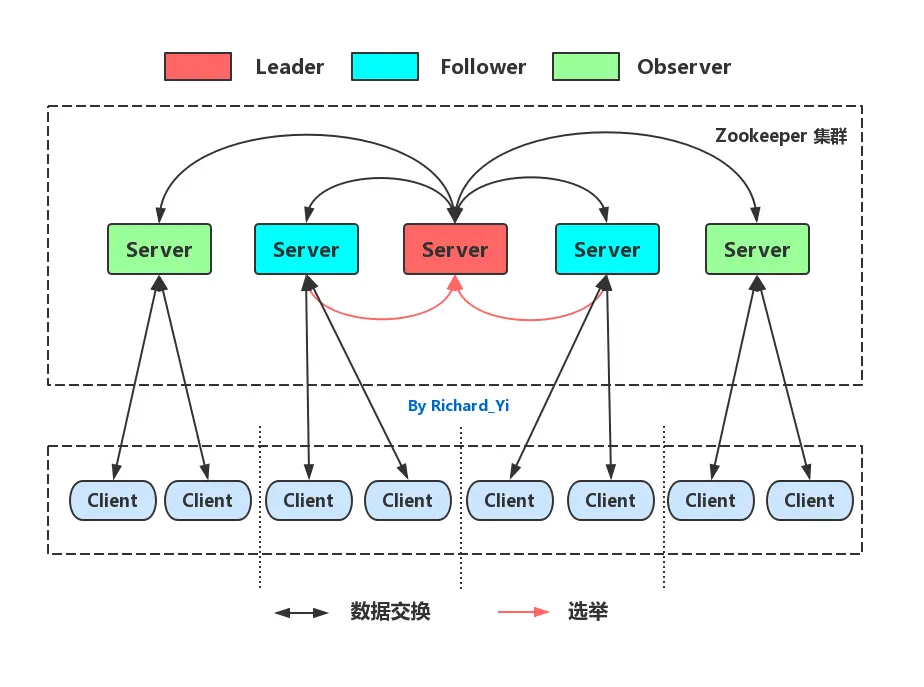 Leader Follower Observer
Zookeeper 集群
Server Server Server Server Server
By Richard_Yi
Client Client Client Client Client Client Client Client
数据交换 选举